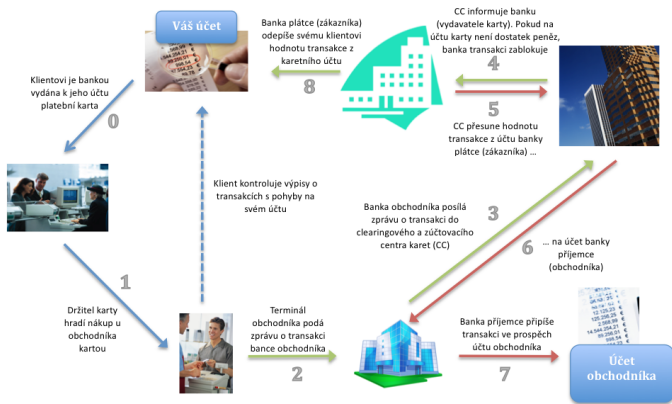 Váš účet
Banka plátce (zákazníka)
odepíše svému klientovi
hodnotu transakce z
karetního účtu
8
CC informuje banku
(vydavatele karty). Pokud na
účtu karty není dostatek peněz,
banka transakci zablokuje
4
5
CC přesune hodnotu
transakce z účtu banky
plátce (zákazníka) ...
Klientovi je bankou
vydána k jeho účtu
platební karta
0
Klient kontroluje výpisy o
transakcích s pohyby na
svém účtu
Banka obchodníka posílá
zprávu o transakci do
clearingového a zúčtovacího
centra karet (CC)
3
6
... na účet banky
příjemce
(obchodníka)
1
Držitel karty
hradí nákup u
obchodníka
kartou
Terminál
obchodníka podá
zprávu o transakci
bance obchodníka
2
Banka příjemce připíše
transakci ve prospěch
účtu obchodníka
7
Účet
obchodníka